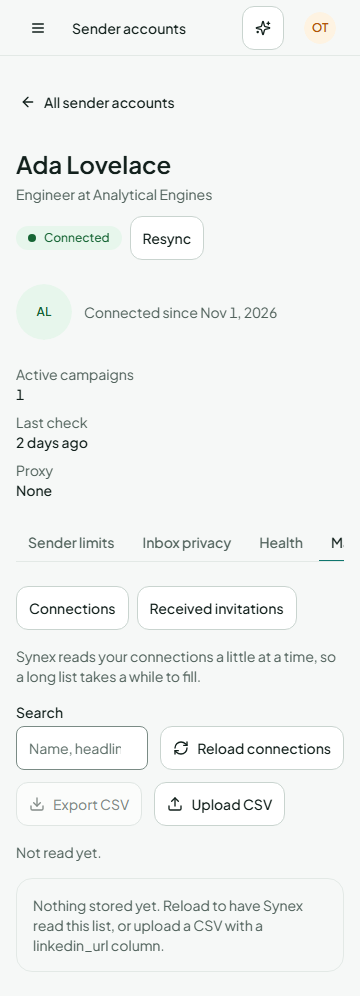 Sender accounts
OT
All sender accounts
Ada Lovelace
Engineer at Analytical Engines
Connected
Resync
AL
Connected since Nov 1, 2026
Active campaigns
1
Last check
2 days ago
Proxy
None
Sender limits Inbox privacy Health
Connections Received invitations
Synex reads your connections a little at a time, so
a long list takes a while to fill.
Search
Name, headlin Reload connections
Export CSV Upload CSV
Not read yet.
Nothing stored yet. Reload to have Synex
read this list, or upload a CSV with a
linkedin_url column.